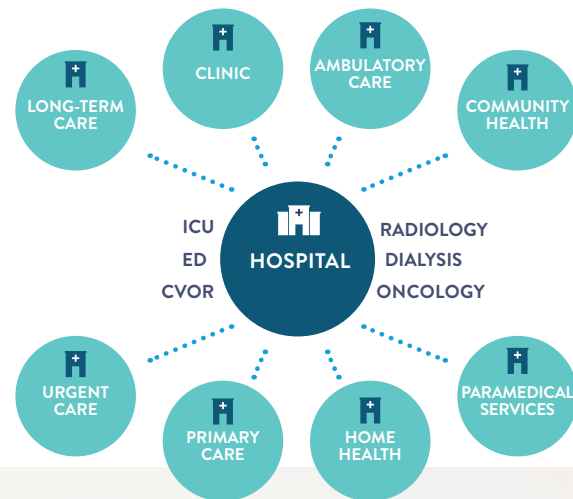 LONG-TERM
CARE
CLINIC
AMBULATORY
CARE
COMMUNITY
HEALTH
ICU
ED
CVOR
HOSPITAL
RADIOLOGY
DIALYSIS
ONCOLOGY
URGENT
CARE
PRIMARY
CARE
HOME
HEALTH
PARAMEDICAL
SERVICES